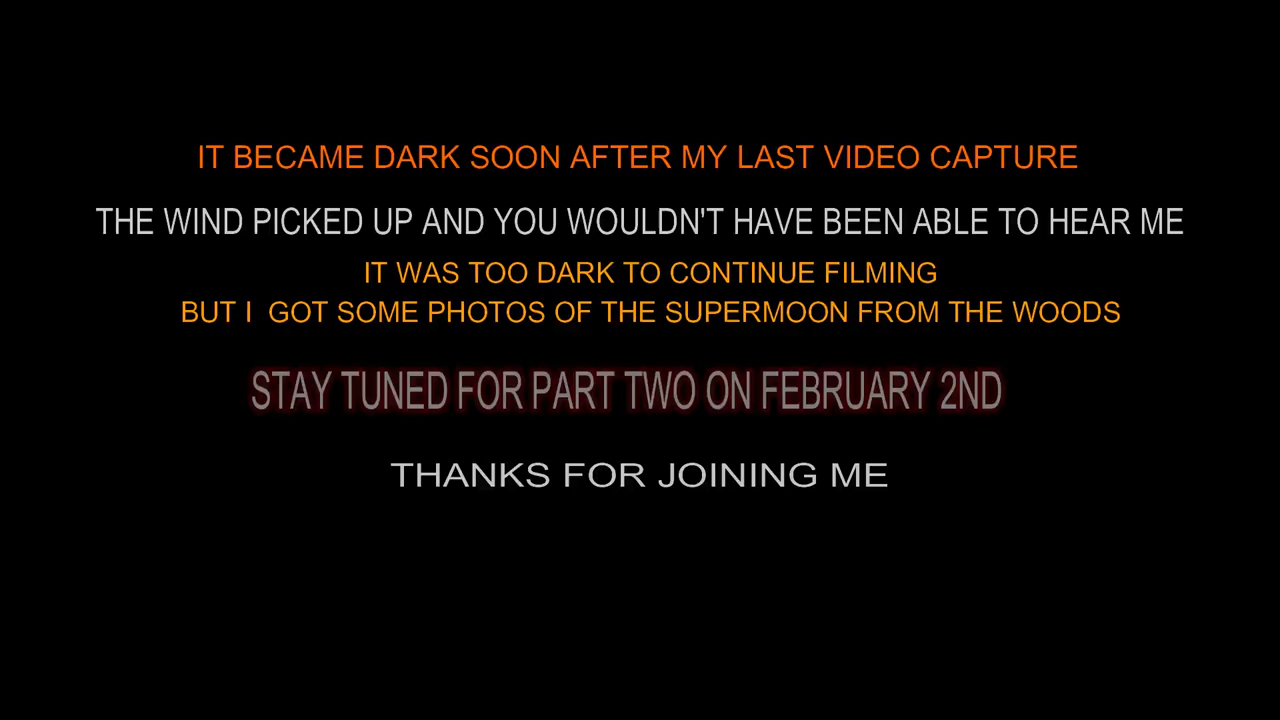 IT BECAME DARK SOON AFTER MY LAST VIDEO CAPTURE
THE WIND PICKED UP AND YOU WOULDN'T HAVE BEEN ABLE TO HEAR ME
IT WAS TOO DARK TO CONTINUE FILMING
BUT I  GOT SOME PHOTOS OF THE SUPERMOON FROM THE WOODS
STAY TUNED FOR PART TWO ON FEBRUARY 2ND
THANKS FOR JOINING ME